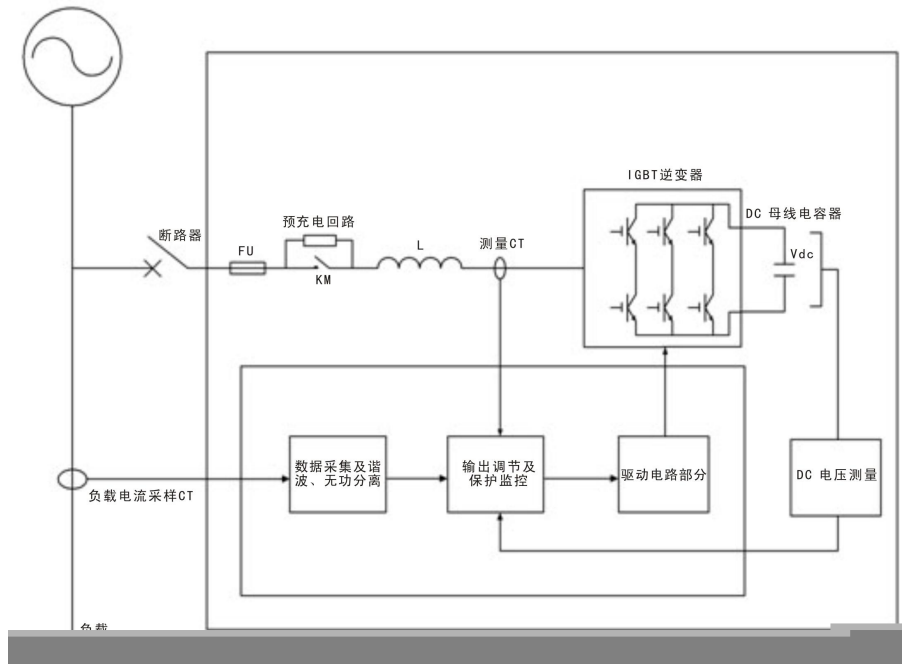 IGBT逆变器
DC 母线电容器
预充电回路
断路器
FU
L
测量CT
Vdc
KM
数据采集及谐
波、无功分离
输出调节及
保护监控
驱动电路部分
DC 电压测量
负载电流采样CT
负载